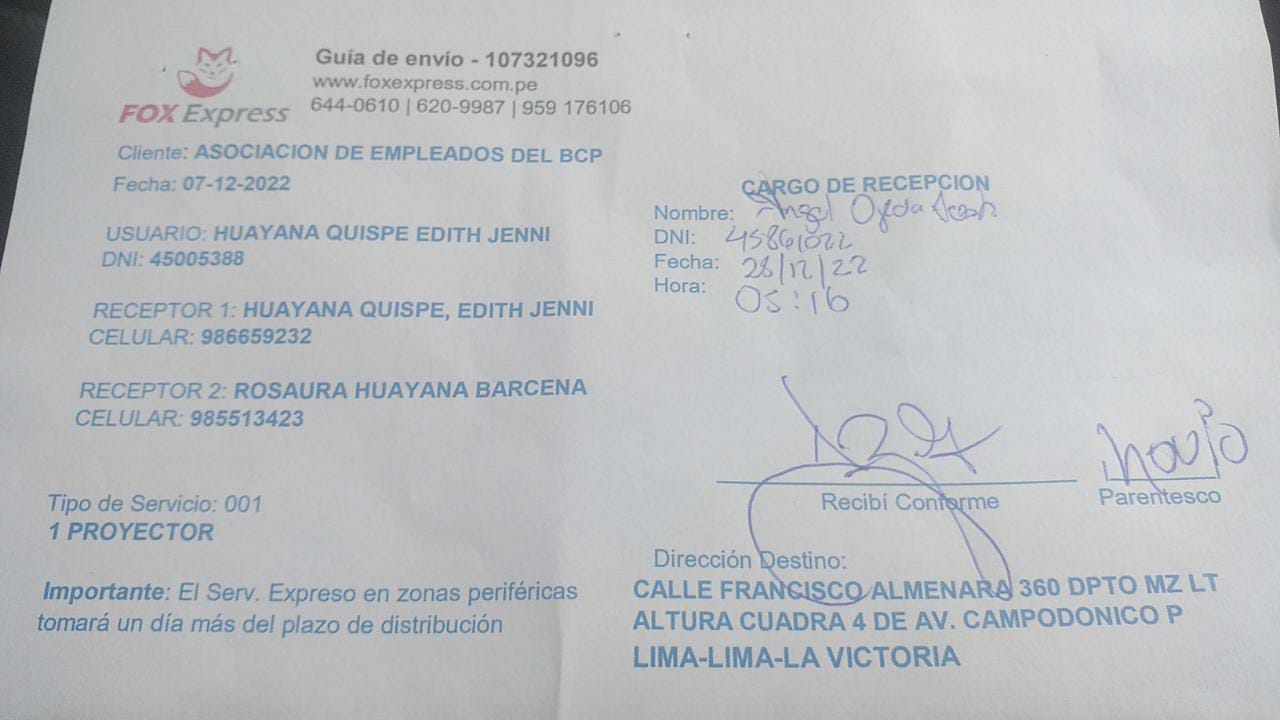 FOX Express
Guía de envío - 107321096
www.foxexpress.com.pe
644-0610 | 620-9987 | 959 176106
Cliente: ASOCIACION DE EMPLEADOS DEL BCP
Fecha: 07-12-2022
USUARIO: HUAYANA QUISPE EDITH JENNI
DNI: 45005388
RECEPTOR 1: HUAYANA QUISPE, EDITH JENNI
CELULAR: 986659232
RECEPTOR 2: ROSAURA HUAYANA BARCENA
CELULAR: 985513423
Tipo de Servicio: 001
1 PROYECTOR
Importante: El Serv. Expreso en zonas periféricas
tomará un día más del plazo de distribución
CARGO DE RECEPCION
Nombre: Angel
DNI: 45861022
Fecha: 28/12/22
Hora: 05:16
Recibí Conforme
Parentesco
Dirección Destino:
CALLE FRANCISCO ALMENARA 360 DPTO MZ LT
ALTURA CUADRA 4 DE AV. CAMPODONICO P
LIMA-LIMA-LA VICTORIA